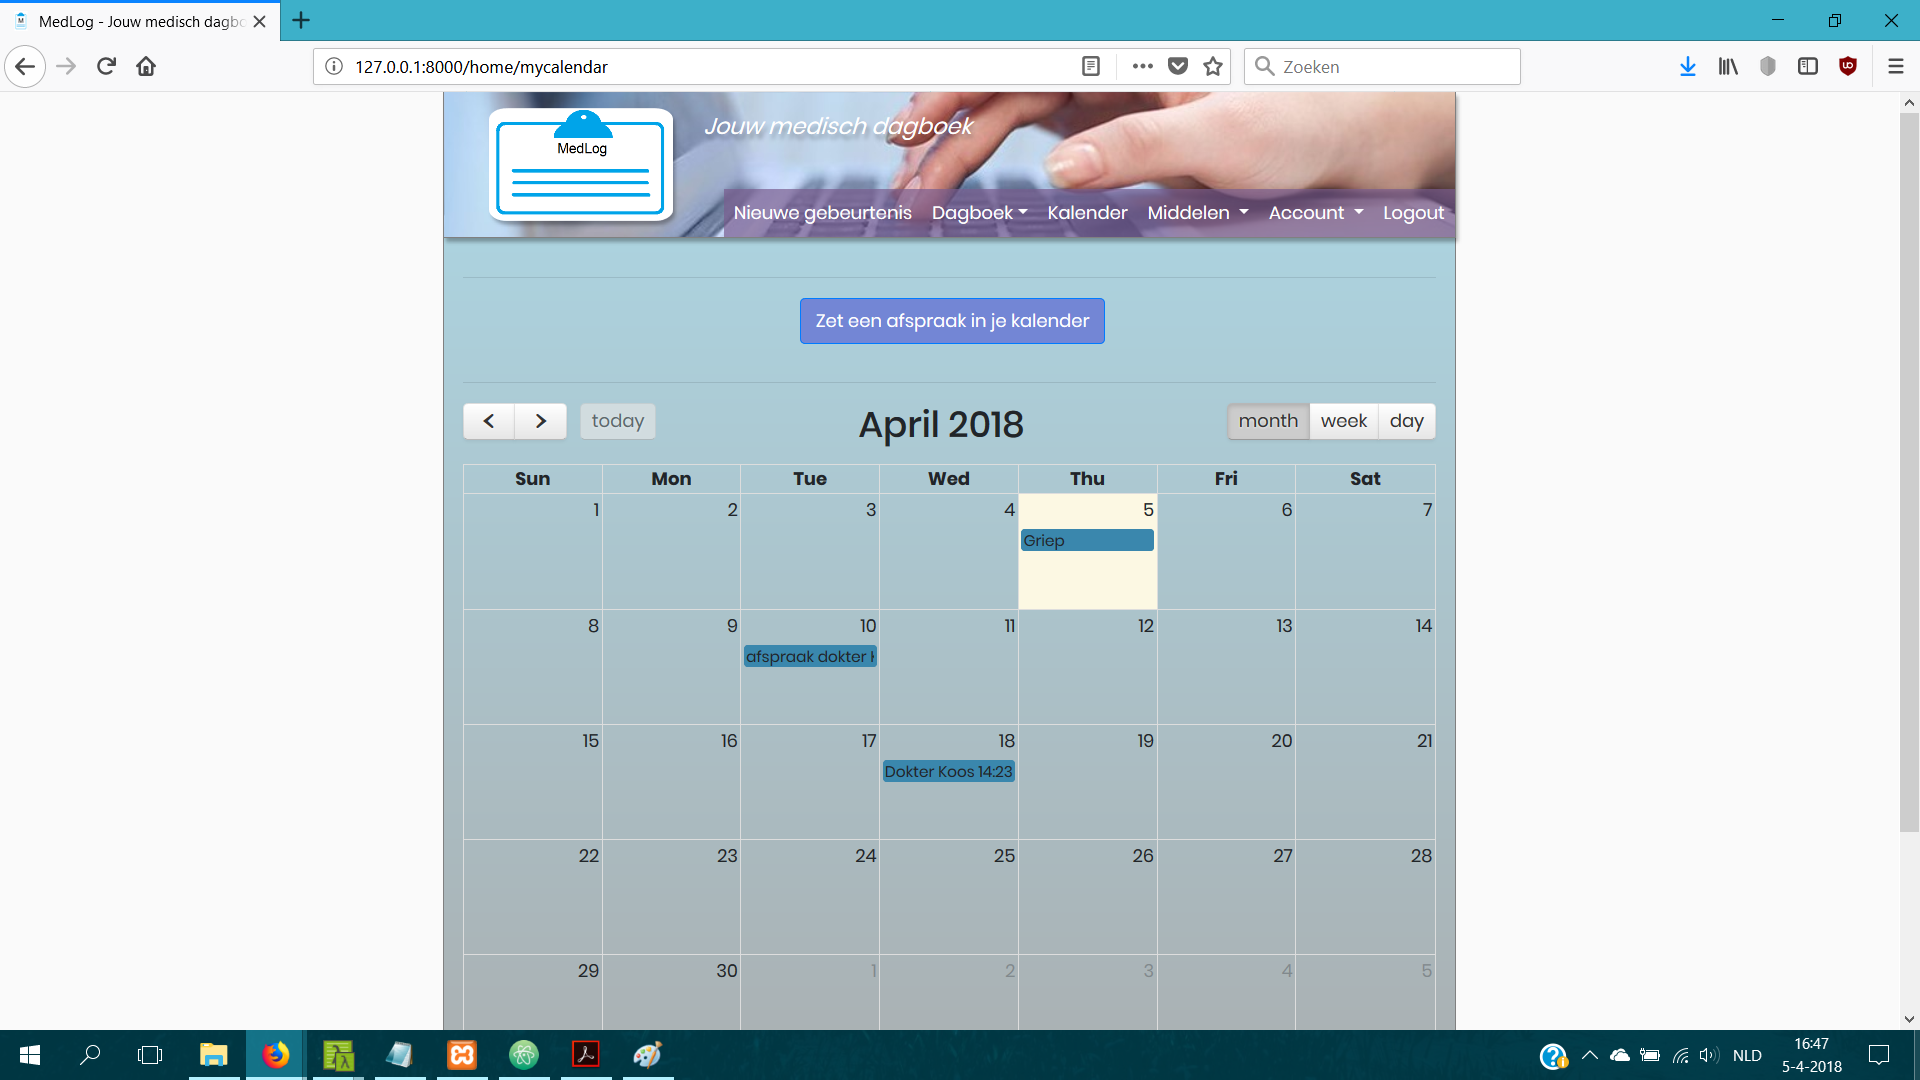 MedLog - Jouw medisch dagbo
127.0.0.1:8000/home/mycalendar
Zoeken
MedLog
Jouw medisch dagboek
Nieuwe gebeurtenis Dagboek Kalender Middelen Account Logout
Zet een afspraak in je kalender
today April 2018 month week day
Sun Mon Tue Wed Thu Fri Sat
1 2 3 4 5 6 7
Griep
8 9 10 11 12 13 14
afspraak dokter
15 16 17 18 19 20 21
Dokter Koos 14:23
22 23 24 25 26 27 28
29 30 1 2 3 4 5
NLD
16:47
5-4-2018